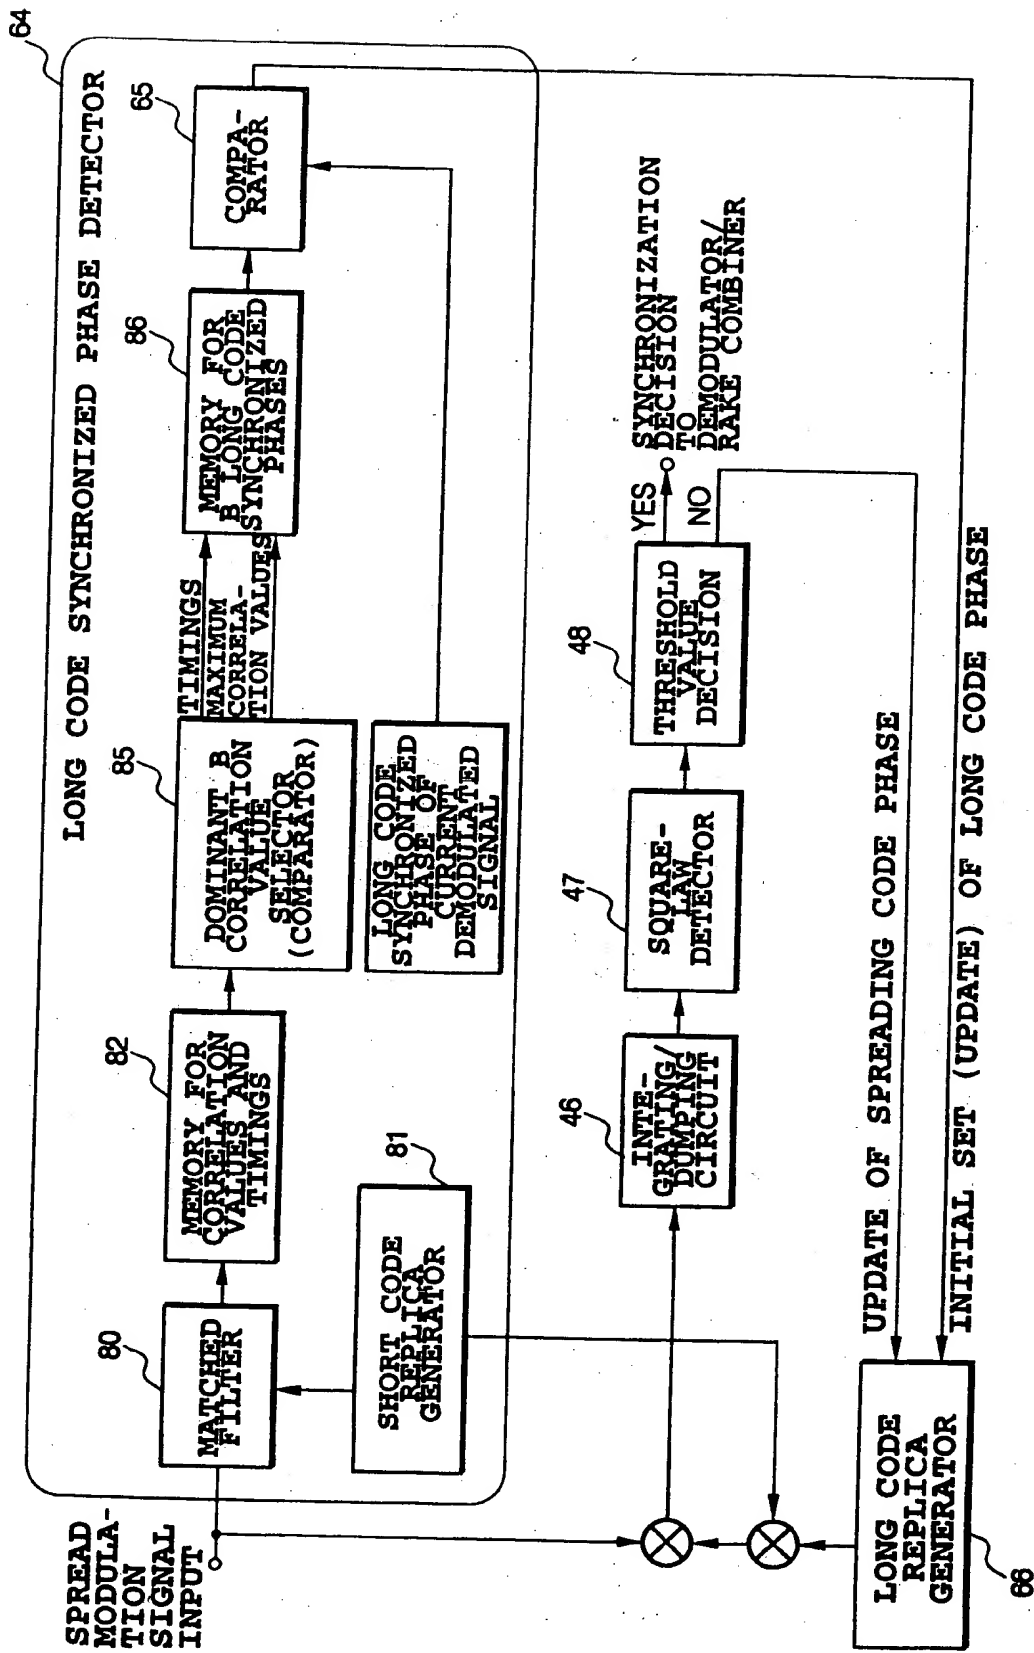 64
LONG CODE SYNCHRONIZED PHASE DETECTOR
SPREAD
MODULA-
TION
SIGNAL
INPUT
80
MATCHED
FILTER
82
MEMORY FOR
CORRELATION
VALUES AND
TIMINGS
85
DOMINANT B
CORRELATION
VALUE
SELECTOR
(COMPARATOR)
TIMINGS
MAXIMUM
CORRELA-
TION VALUES
86
MEMORY FOR
B LONG CODE
SYNCHRONIZED
PHASES
65
COMPA-
RATOR
81
SHORT CODE
REPLICA
GENERATOR
LONG CODE
SYNCHRONIZED
PHASE OF
CURRENT
DEMODULATED
SIGNAL
46
INTE-
GRATING/
DUMPING
CIRCUIT
47
SQUARE-
LAW
DETECTOR
48
THRESHOLD
VALUE
DECISION
YES
NO
SYNCHRONIZATION
DECISION
TO
DEMODULATOR/
RAKE COMBINER
UPDATE OF SPREADING CODE PHASE
INITIAL SET (UPDATE) OF LONG CODE PHASE
LONG CODE
REPLICA
GENERATOR
66